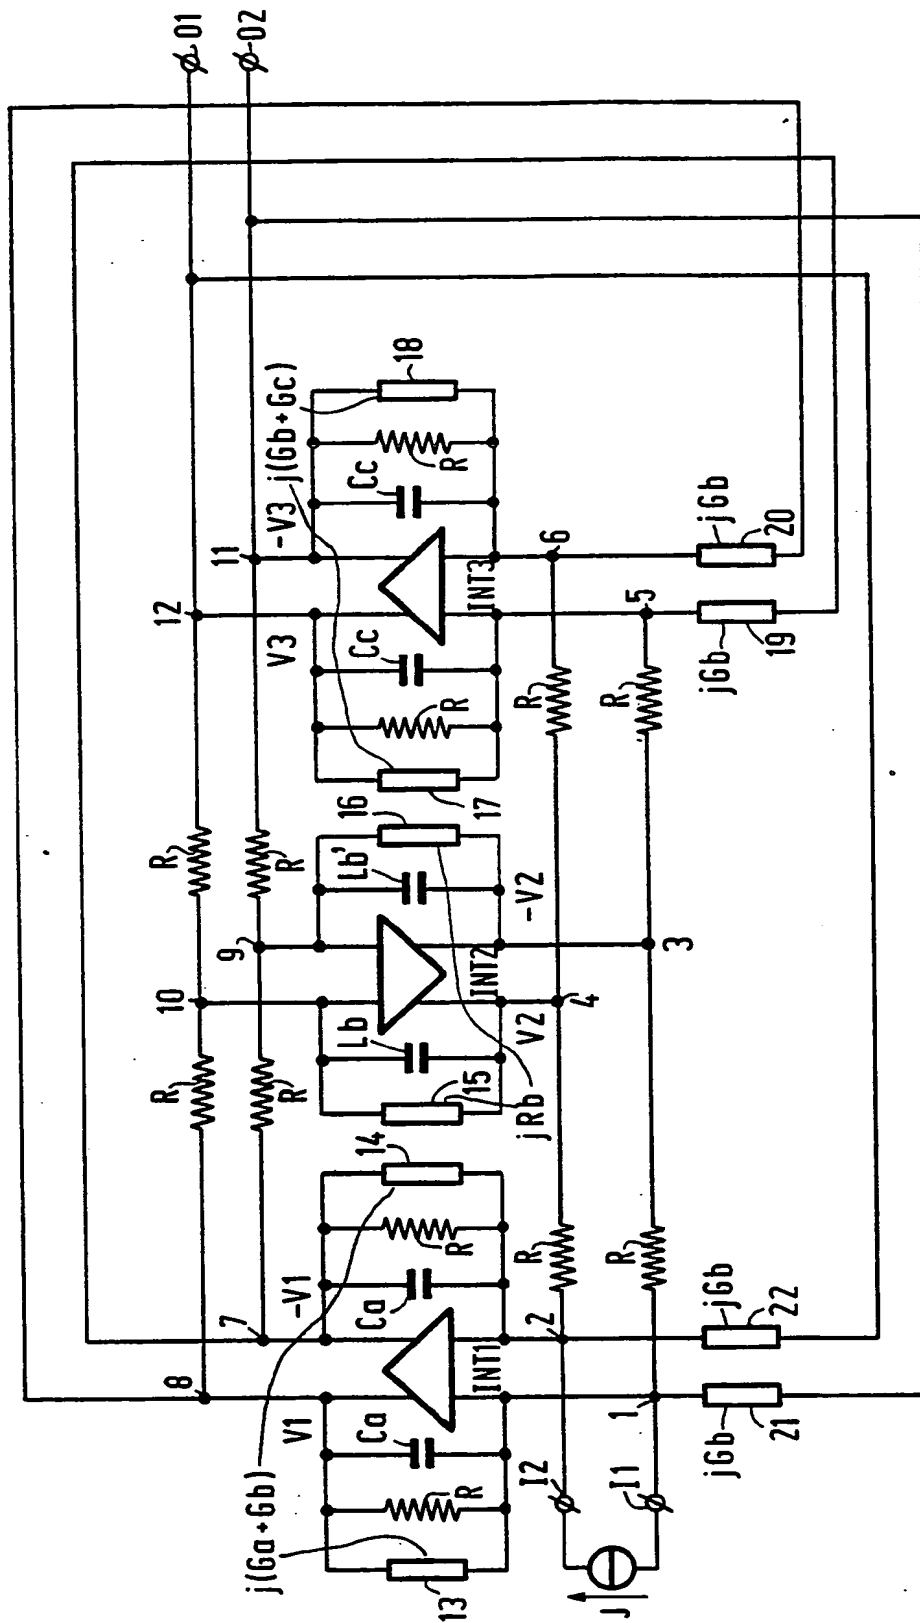 8
R
10
R
12
O1
7
R
9
R
11
O2
j(Ga+Gb)
V1
-V1
14
Lb
Lb'
16
V3
-V3
j(Gb+Gc)
R
Ca
Ca
Cc
Cc
18
13
R
15
17
R
R
R
INT1
INT2
INT3
jRb
V2
-V2
J
I2
2
R
4
R
6
I1
1
R
3
R
5
jGb
jGb
jGb
jGb
21
22
19
20